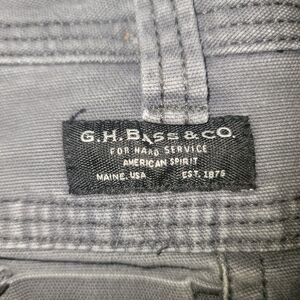 G.H. BASS & CO.
FOR HARD SERVICE
AMERICAN SPIRIT
MAINE, USA EST. 1876